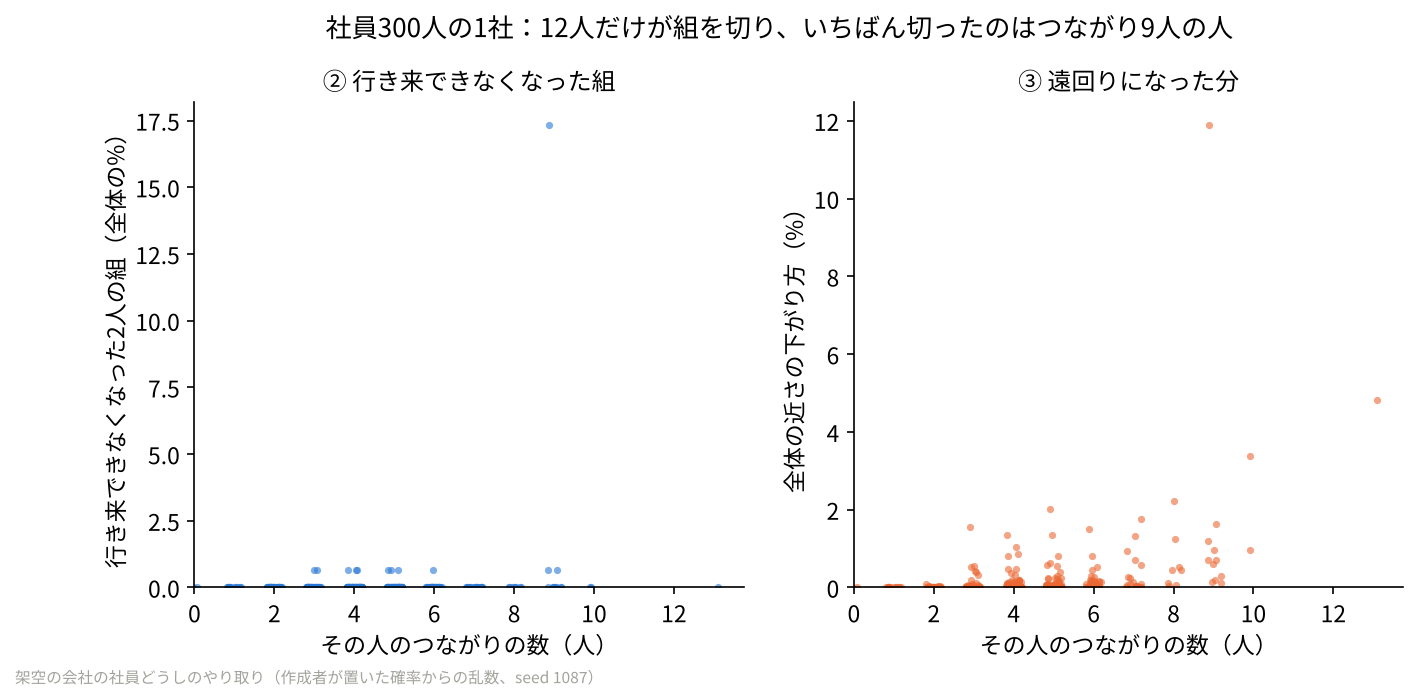 社員300人の1社：12人だけが組を切り、いちばん切ったのはつながり9人の人
② 行き来できなくなった組
行き来できなくなった2人の組（全体の%）
17.5
15.0
12.5
10.0
7.5
5.0
2.5
0.0
0 2 4 6 8 10 12
その人のつながりの数（人）
③ 遠回りになった分
全体の近さの下がり方（%）
12
10
8
6
4
2
0
0 2 4 6 8 10 12
その人のつながりの数（人）
架空の会社の社員どうしのやり取り（作成者が置いた確率からの乱数、seed 1087）